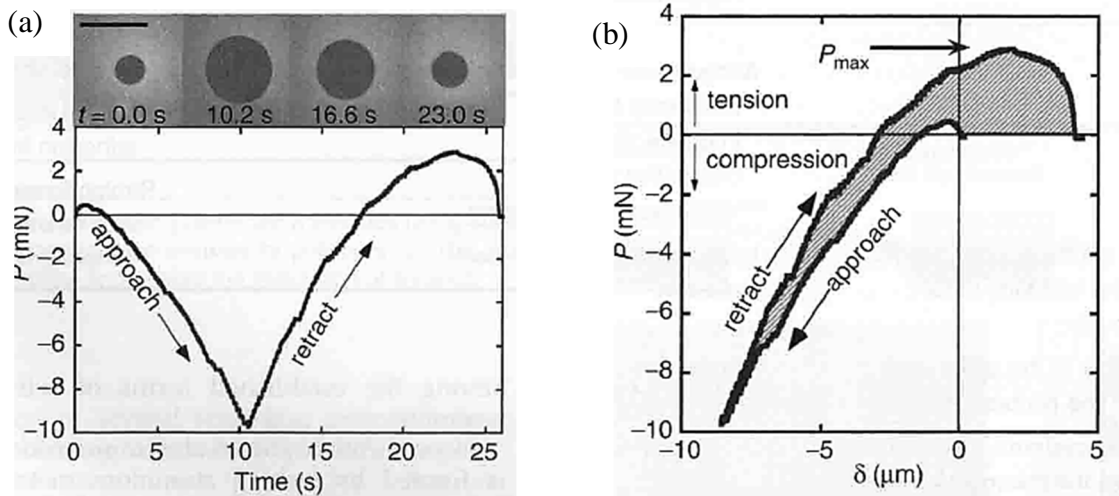 (a)
t = 0.0 s 10.2 s 16.6 s 23.0 s
4
2
0
-2
-4
-6
-8
-10
P (mN)
approach
retract
0 5 10 15 20 25
Time (s)
(b)
4
2
0
-2
-4
-6
-8
-10
P (mN)
Pmax
tension
compression
retract
approach
-10 -5 0 5
δ (μm)